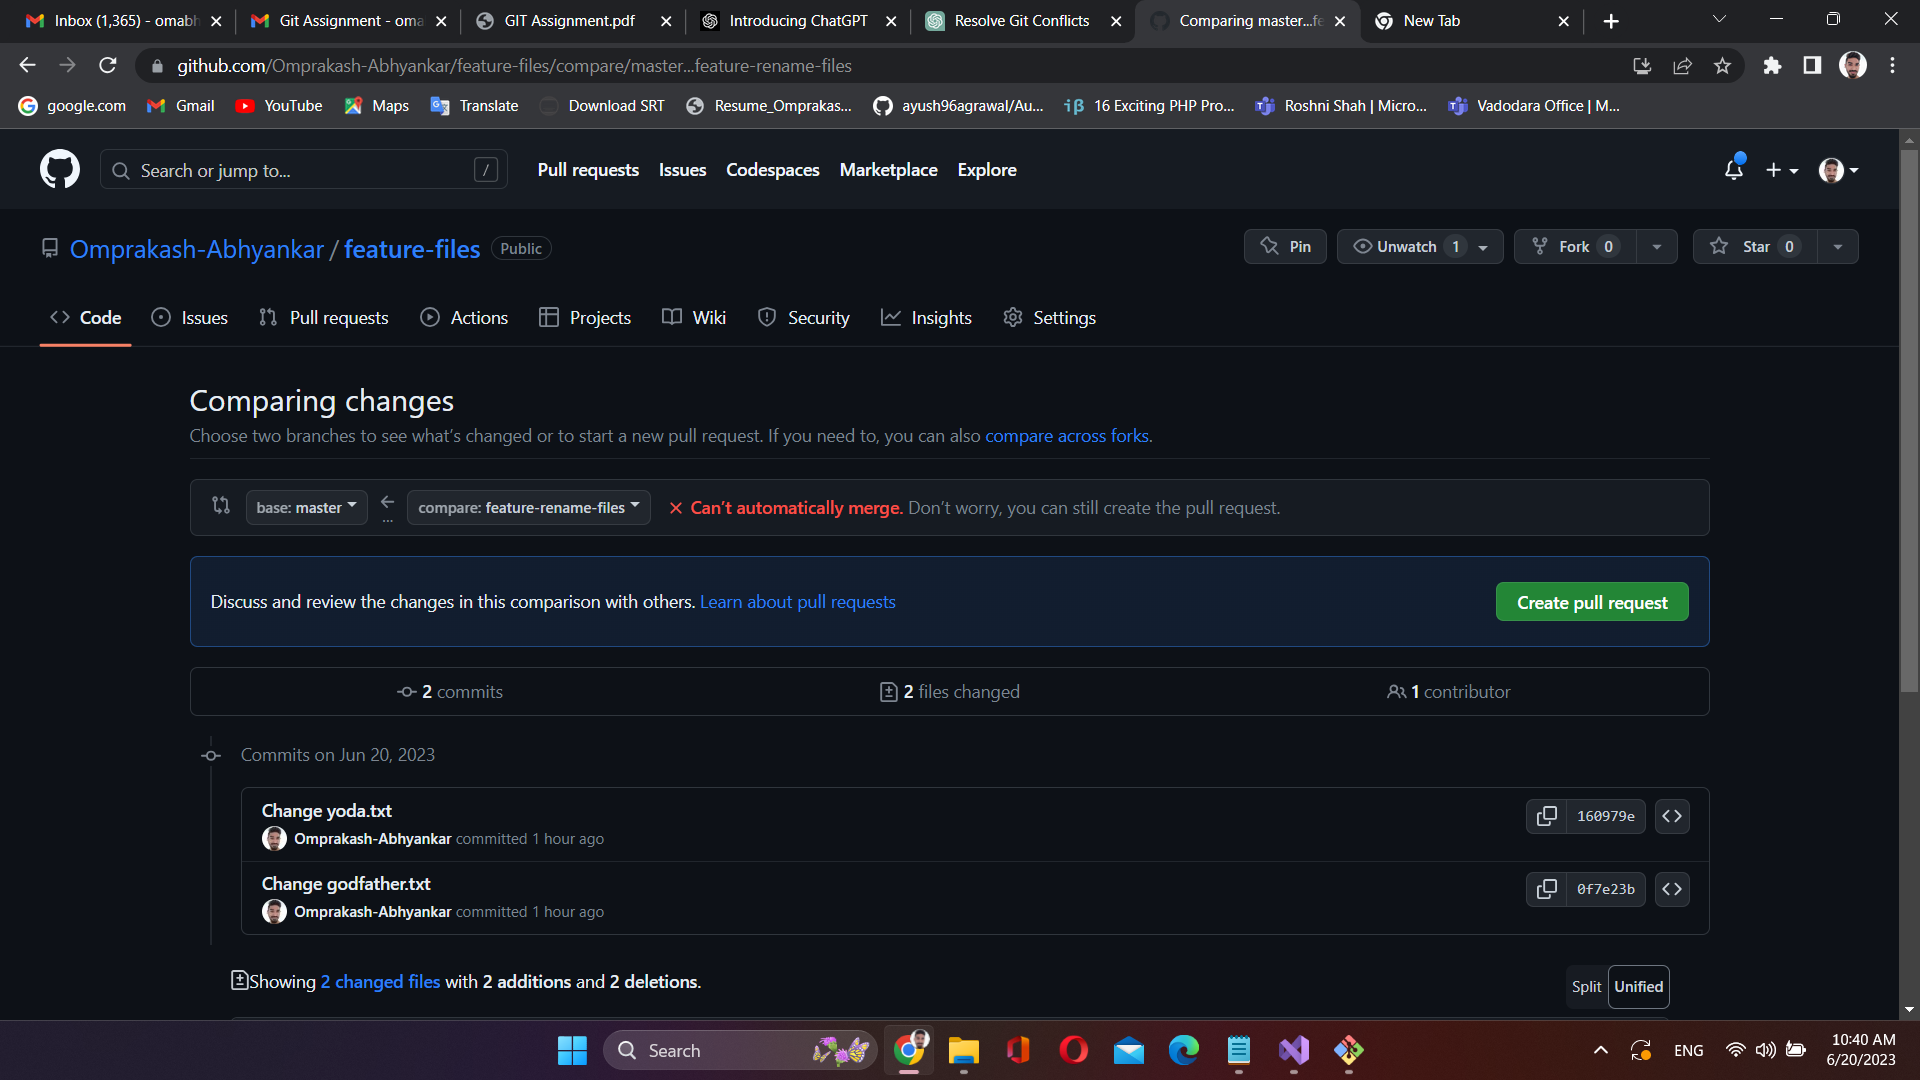 Inbox (1,365) - omabh
Git Assignment - oma
GIT Assignment.pdf
Introducing ChatGPT
Resolve Git Conflicts
Comparing master...fe
New Tab
github.com/Omprakash-Abhyankar/feature-files/compare/master...feature-rename-files
google.com
Gmail
YouTube
Maps
Translate
Download SRT
Resume_Omprakas...
ayush96agrawal/Au...
iβ 16 Exciting PHP Pro...
Roshni Shah | Micro...
Vadodara Office | M...
Search or jump to... /
Pull requests
Issues
Codespaces
Marketplace
Explore
Omprakash-Abhyankar / feature-files Public
Pin
Unwatch 1
Fork 0
Star 0
Code
Issues
Pull requests
Actions
Projects
Wiki
Security
Insights
Settings
Comparing changes
Choose two branches to see what's changed or to start a new pull request. If you need to, you can also compare across forks.
base: master
...
compare: feature-rename-files
Can't automatically merge. Don't worry, you can still create the pull request.
Discuss and review the changes in this comparison with others. Learn about pull requests
Create pull request
2 commits
2 files changed
1 contributor
Commits on Jun 20, 2023
Change yoda.txt
Omprakash-Abhyankar committed 1 hour ago
160979e
Change godfather.txt
Omprakash-Abhyankar committed 1 hour ago
0f7e23b
Showing 2 changed files with 2 additions and 2 deletions.
Split
Unified
Search
ENG
10:40 AM
6/20/2023